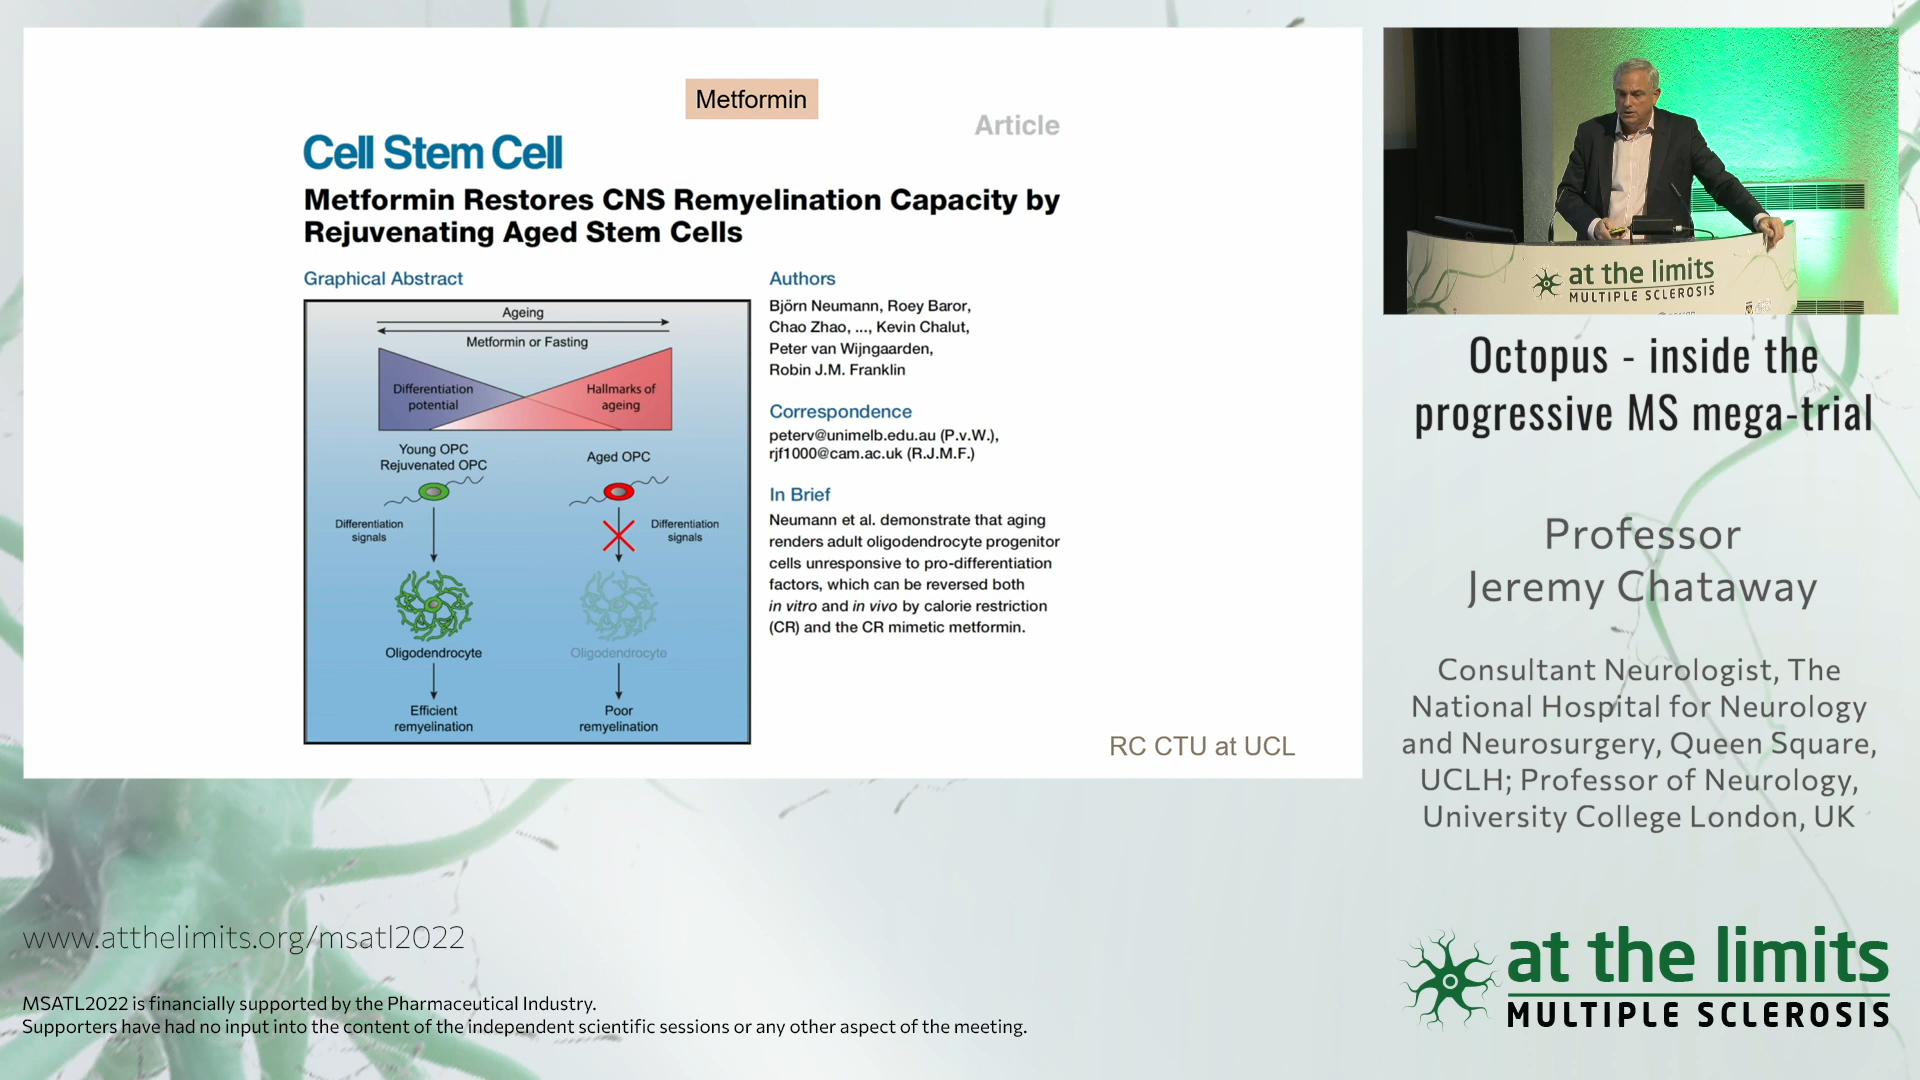 Metformin
Article
Cell Stem Cell
Metformin Restores CNS Remyelination Capacity by
Rejuvenating Aged Stem Cells
Graphical Abstract
Ageing
Metformin or Fasting
Differentiation
potential
Hallmarks of
ageing
Young OPC
Rejuvenated OPC
Aged OPC
Differentiation
signals
Differentiation
signals
Oligodendrocyte
Oligodendrocyte
Efficient
remyelination
Poor
remyelination
Authors
Björn Neumann, Roey Baror,
Chao Zhao, ..., Kevin Chalut,
Peter van Wijngaarden,
Robin J.M. Franklin
Correspondence
peterv@unimelb.edu.au (P.v.W.),
rjf1000@cam.ac.uk (R.J.M.F.)
In Brief
Neumann et al. demonstrate that aging
renders adult oligodendrocyte progenitor
cells unresponsive to pro-differentiation
factors, which can be reversed both
in vitro and in vivo by calorie restriction
(CR) and the CR mimetic metformin.
RC CTU at UCL
at the limits
MULTIPLE SCLEROSIS
Octopus - inside the
progressive MS mega-trial
Professor
Jeremy Chataway
Consultant Neurologist, The
National Hospital for Neurology
and Neurosurgery, Queen Square,
UCLH; Professor of Neurology,
University College London, UK
www.atthelimits.org/msatl2022
MSATL2022 is financially supported by the Pharmaceutical Industry.
Supporters have had no input into the content of the independent scientific sessions or any other aspect of the meeting.
at the limits
MULTIPLE SCLEROSIS